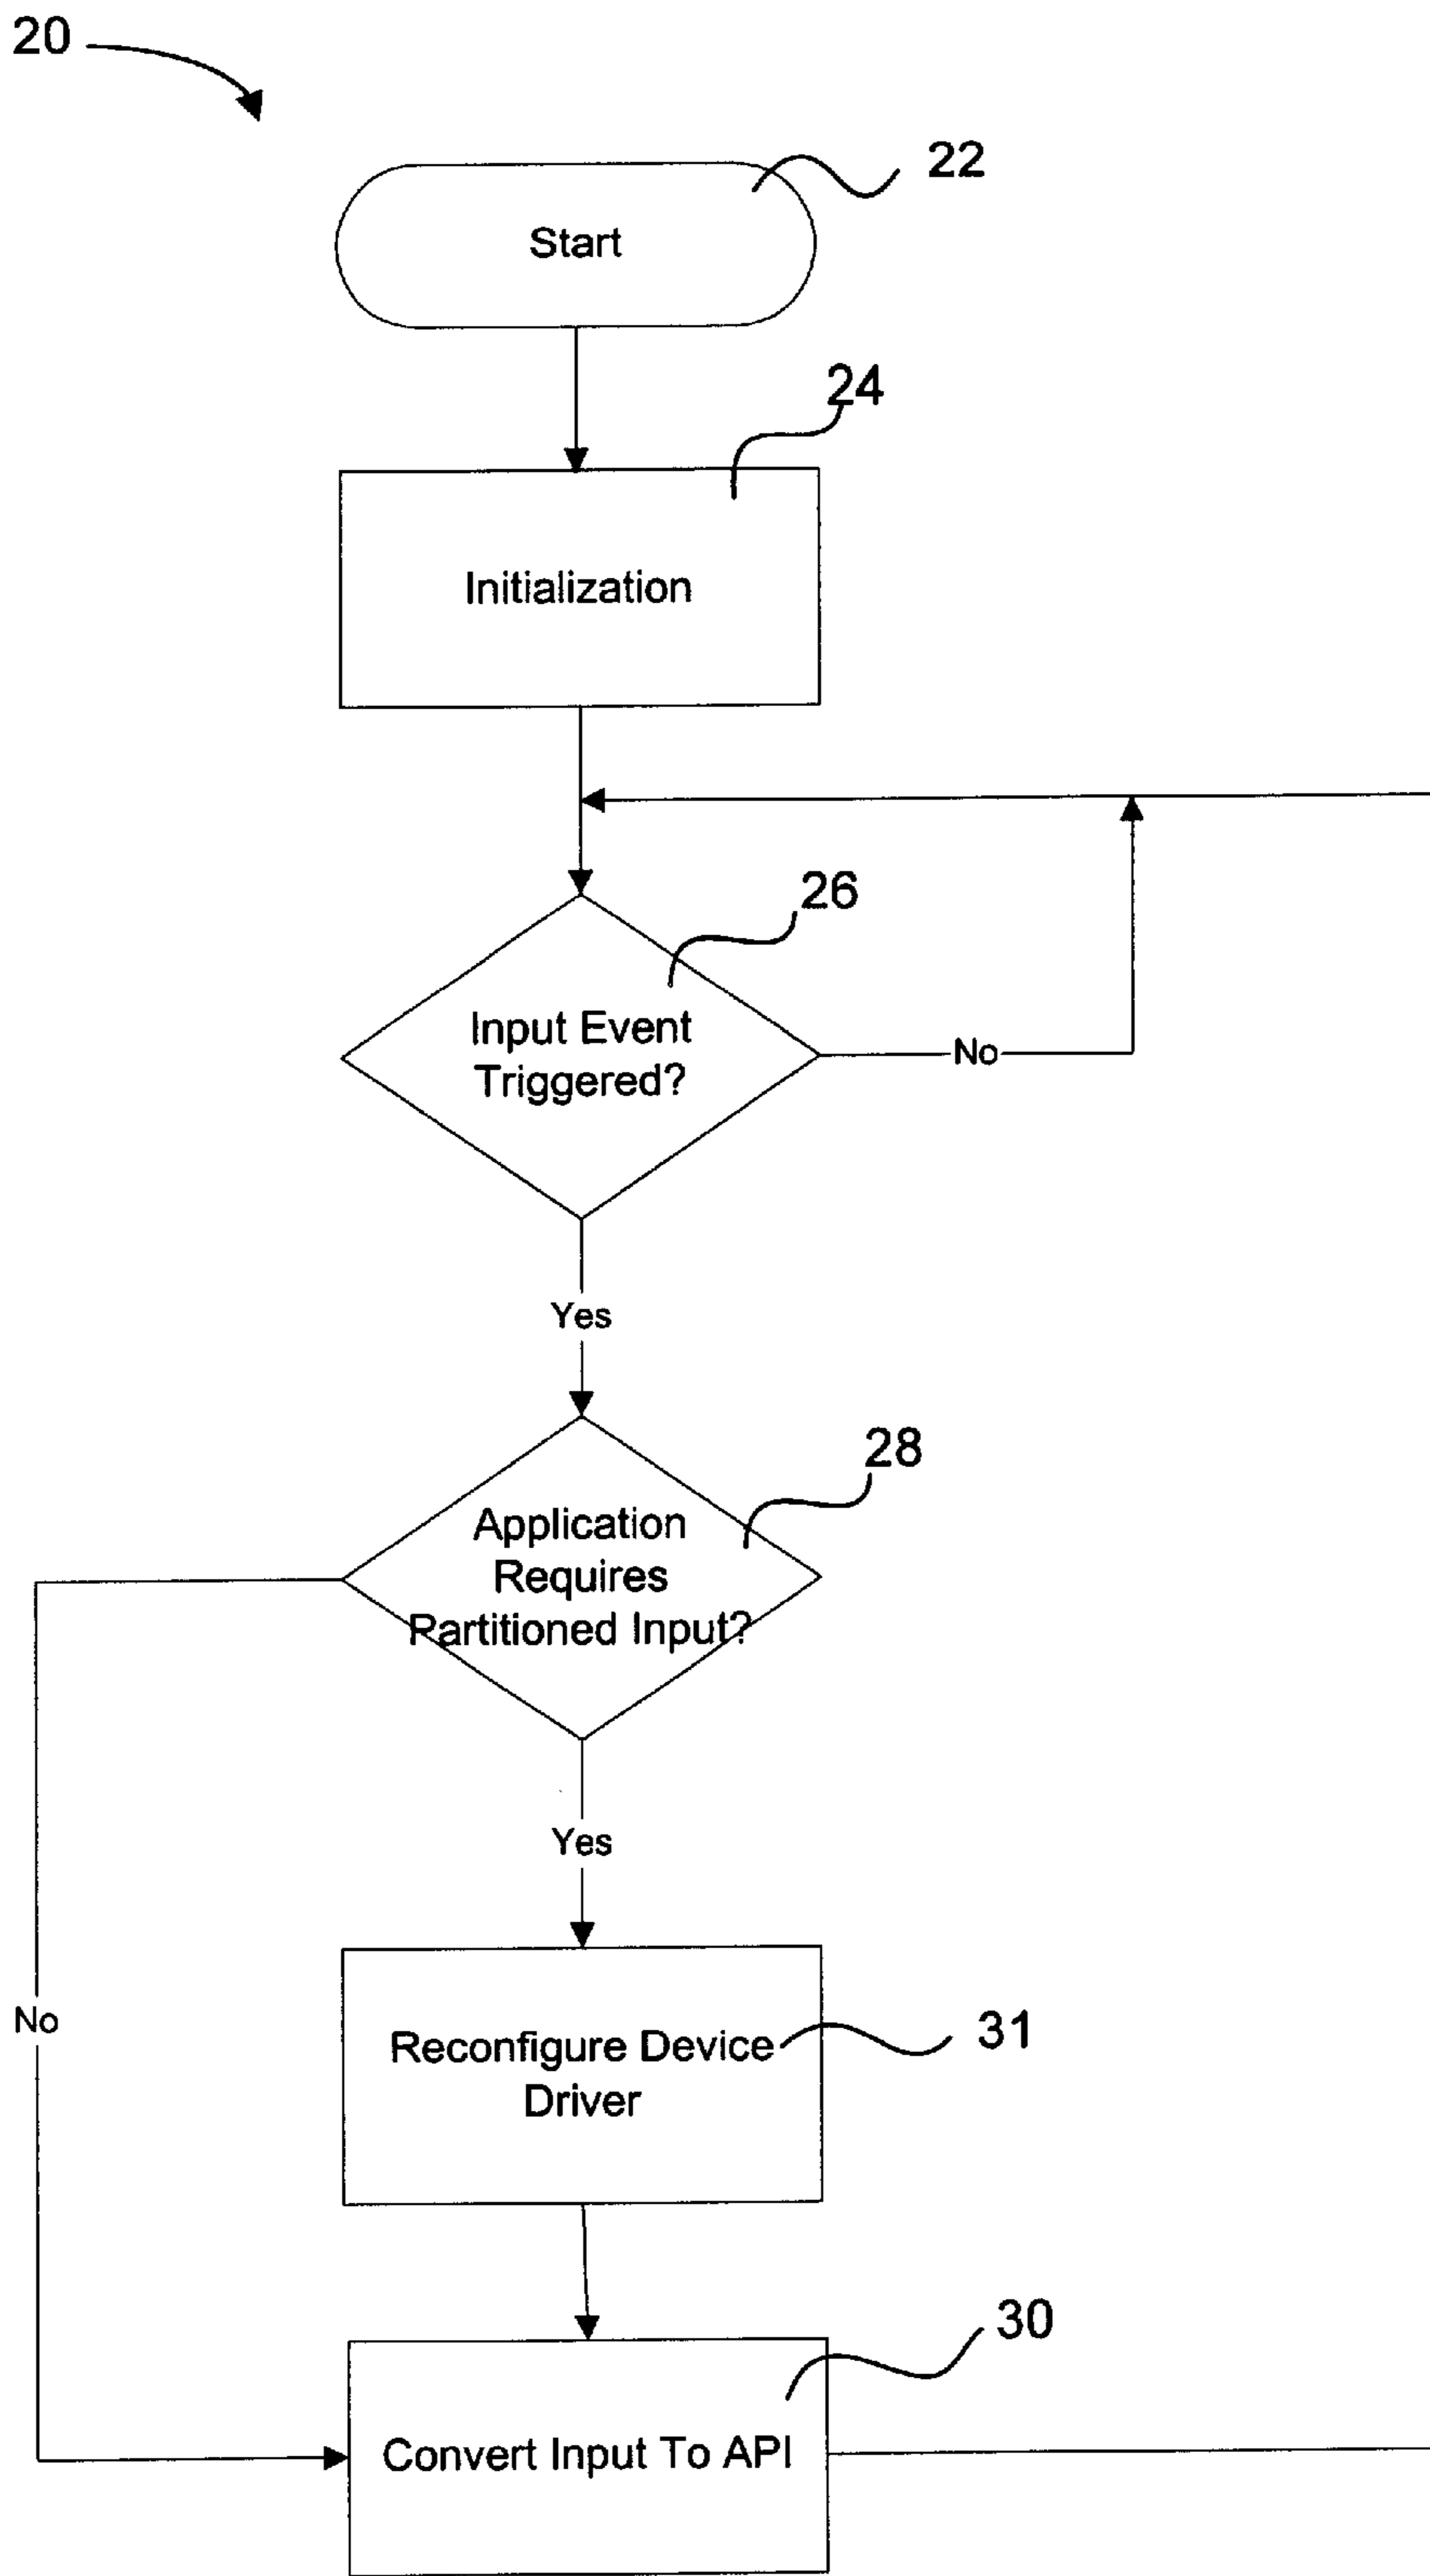 20
22
Start
24
Initialization
26
Input Event
Triggered?
No
Yes
28
Application
Requires
Partitioned Input?
Yes
No
Reconfigure Device
Driver
31
30
Convert Input To API